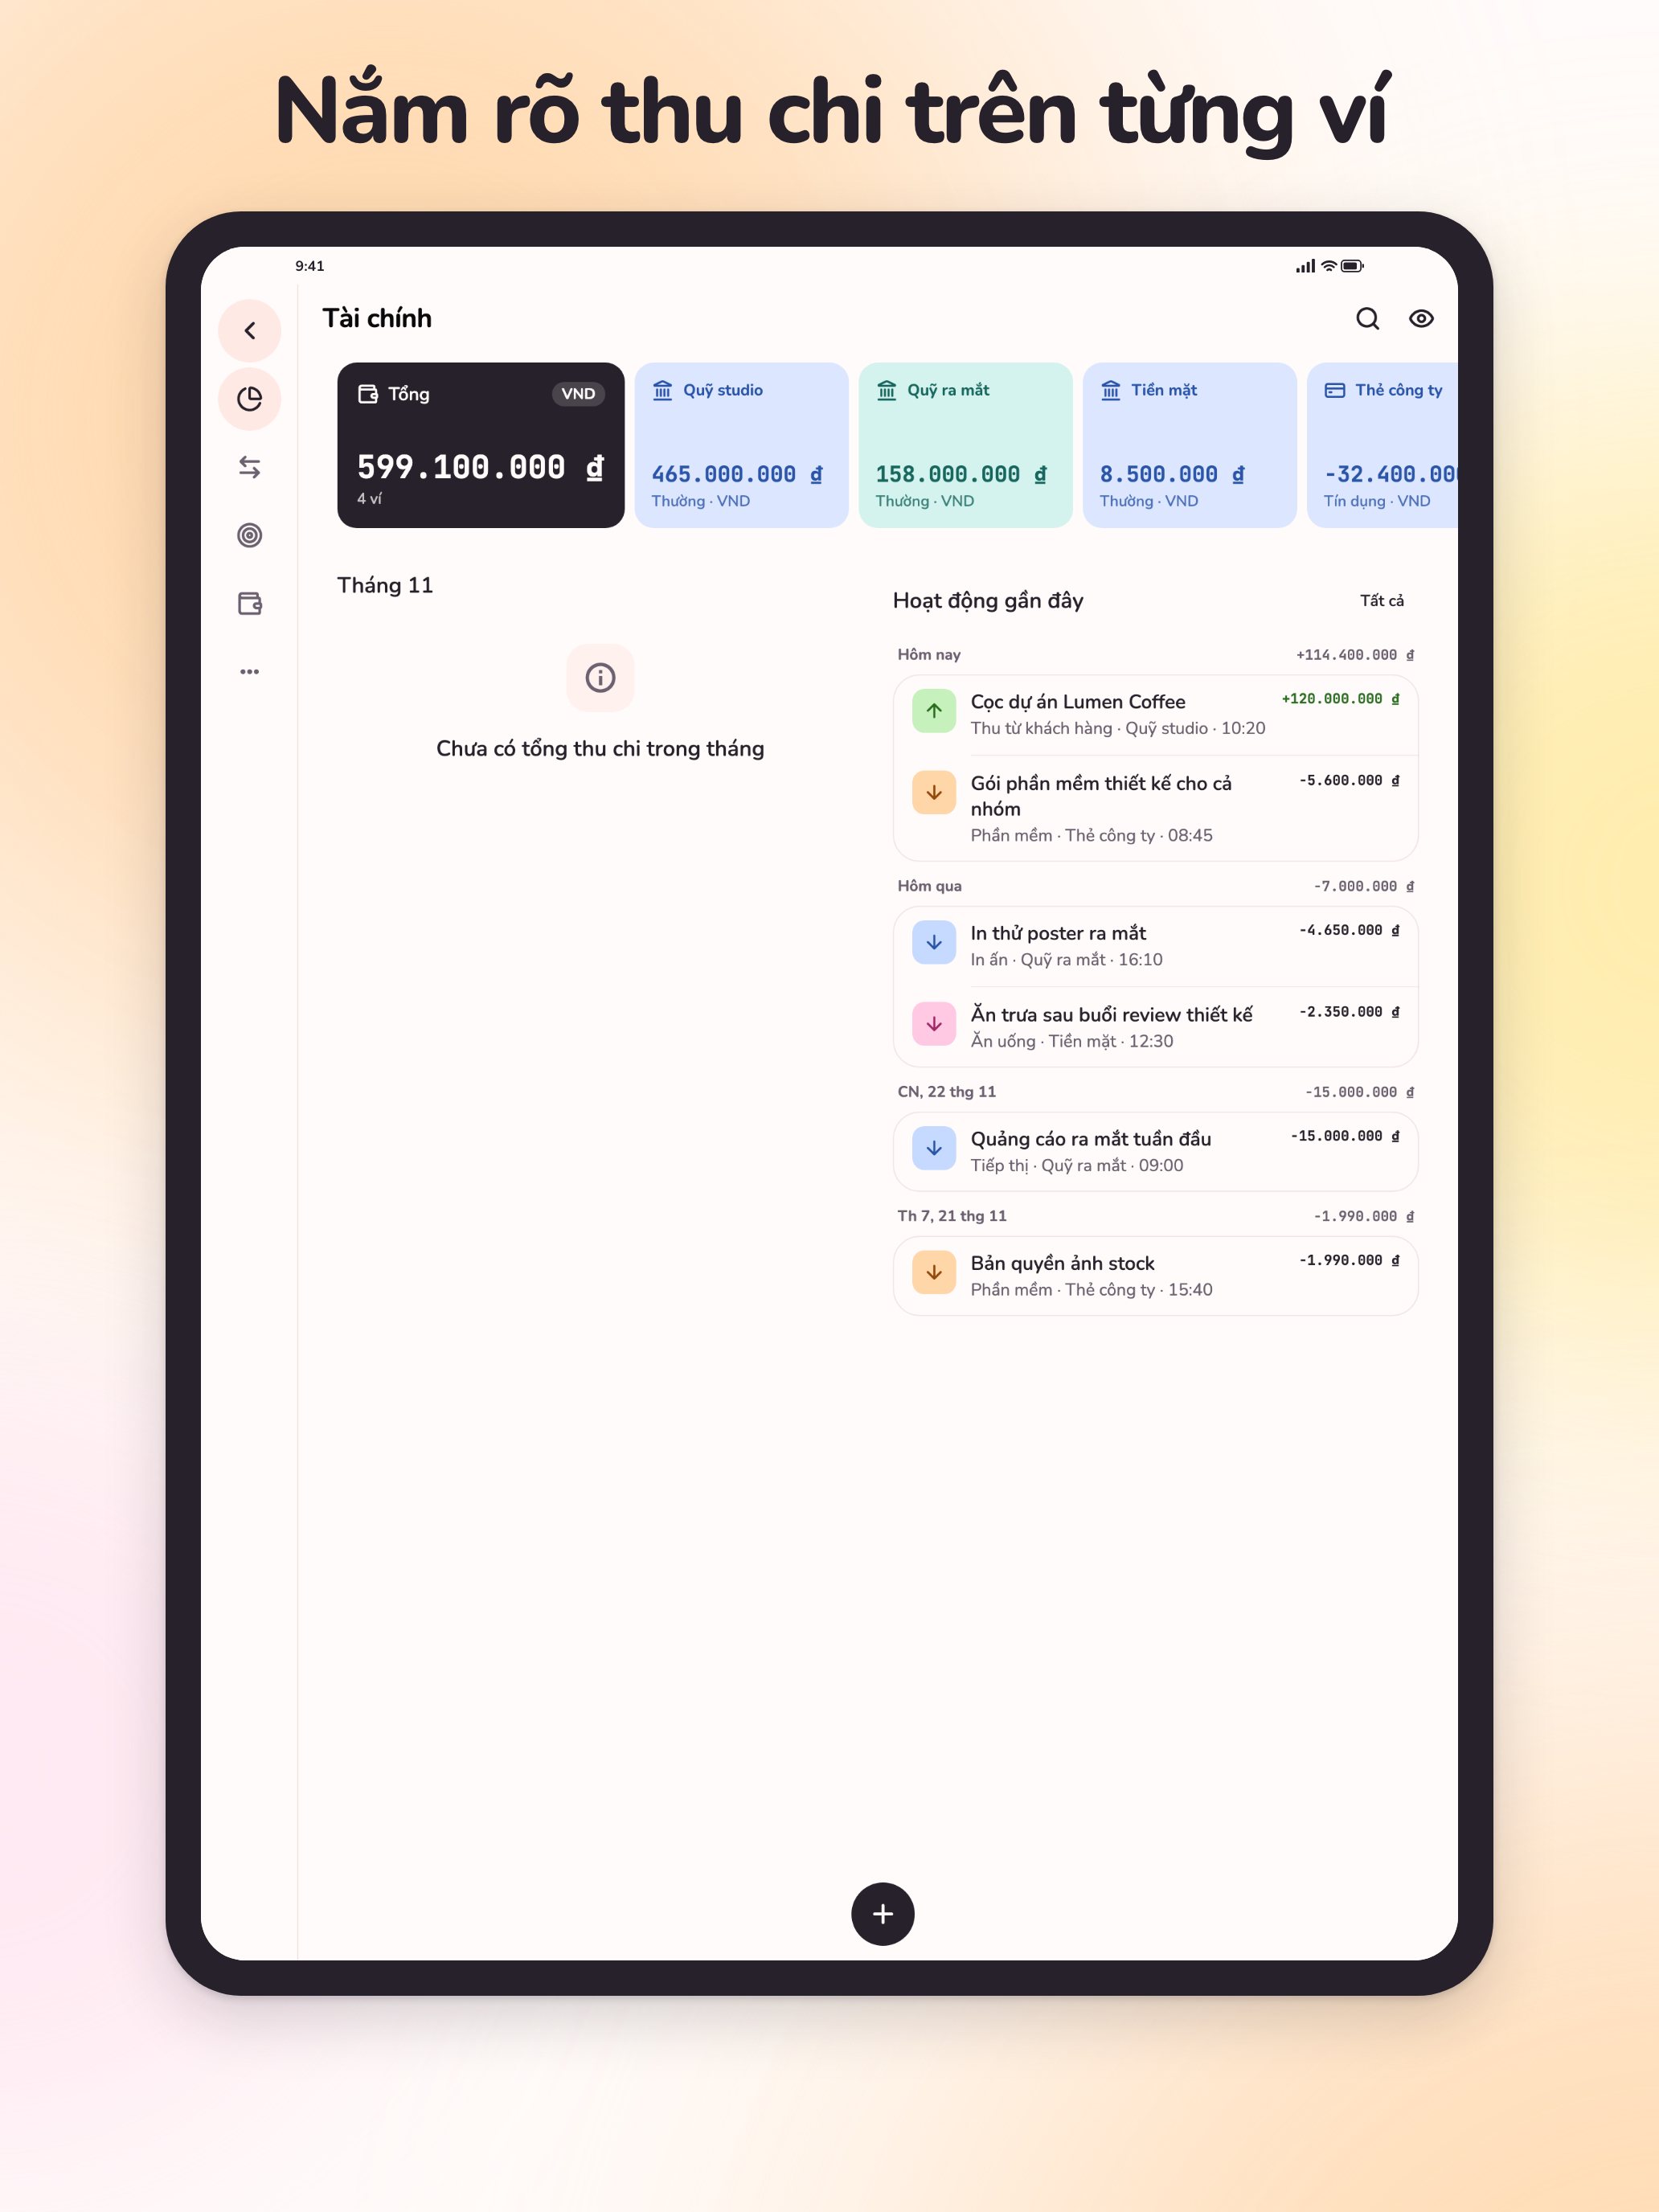 Nắm rõ thu chi trên từng ví
9:41
Tài chính
Tổng
VND
599.100.000 ₫
4 ví
Quỹ studio
465.000.000 ₫
Thường · VND
Quỹ ra mắt
158.000.000 ₫
Thường · VND
Tiền mặt
8.500.000 ₫
Thường · VND
Thẻ công ty
-32.400.00
Tín dụng · VND
Tháng 11
Chưa có tổng thu chi trong tháng
Hoạt động gần đây
Tất cả
Hôm nay
+114.400.000 ₫
Cọc dự án Lumen Coffee
+120.000.000 ₫
Thu từ khách hàng · Quỹ studio · 10:20
Gói phần mềm thiết kế cho cả
nhóm
-5.600.000 ₫
Phần mềm · Thẻ công ty · 08:45
Hôm qua
-7.000.000 ₫
In thử poster ra mắt
-4.650.000 ₫
In ấn · Quỹ ra mắt · 16:10
Ăn trưa sau buổi review thiết kế
-2.350.000 ₫
Ăn uống · Tiền mặt · 12:30
CN, 22 thg 11
-15.000.000 ₫
Quảng cáo ra mắt tuần đầu
-15.000.000 ₫
Tiếp thị · Quỹ ra mắt · 09:00
Th 7, 21 thg 11
-1.990.000 ₫
Bản quyền ảnh stock
-1.990.000 ₫
Phần mềm · Thẻ công ty · 15:40